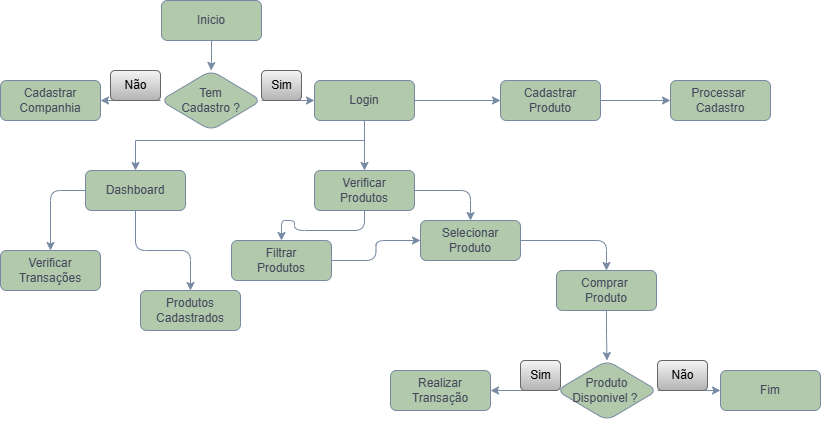 Inicio
Não
Sim
Cadastrar
Companhia
Tem
Cadastro ?
Login
Cadastrar
Produto
Processar
Cadastro
Dashboard
Verificar
Produtos
Selecionar
Produto
Verificar
Transações
Filtrar
Produtos
Produtos
Cadastrados
Comprar
Produto
Realizar
Transação
Sim
Produto
Disponivel ?
Não
Fim